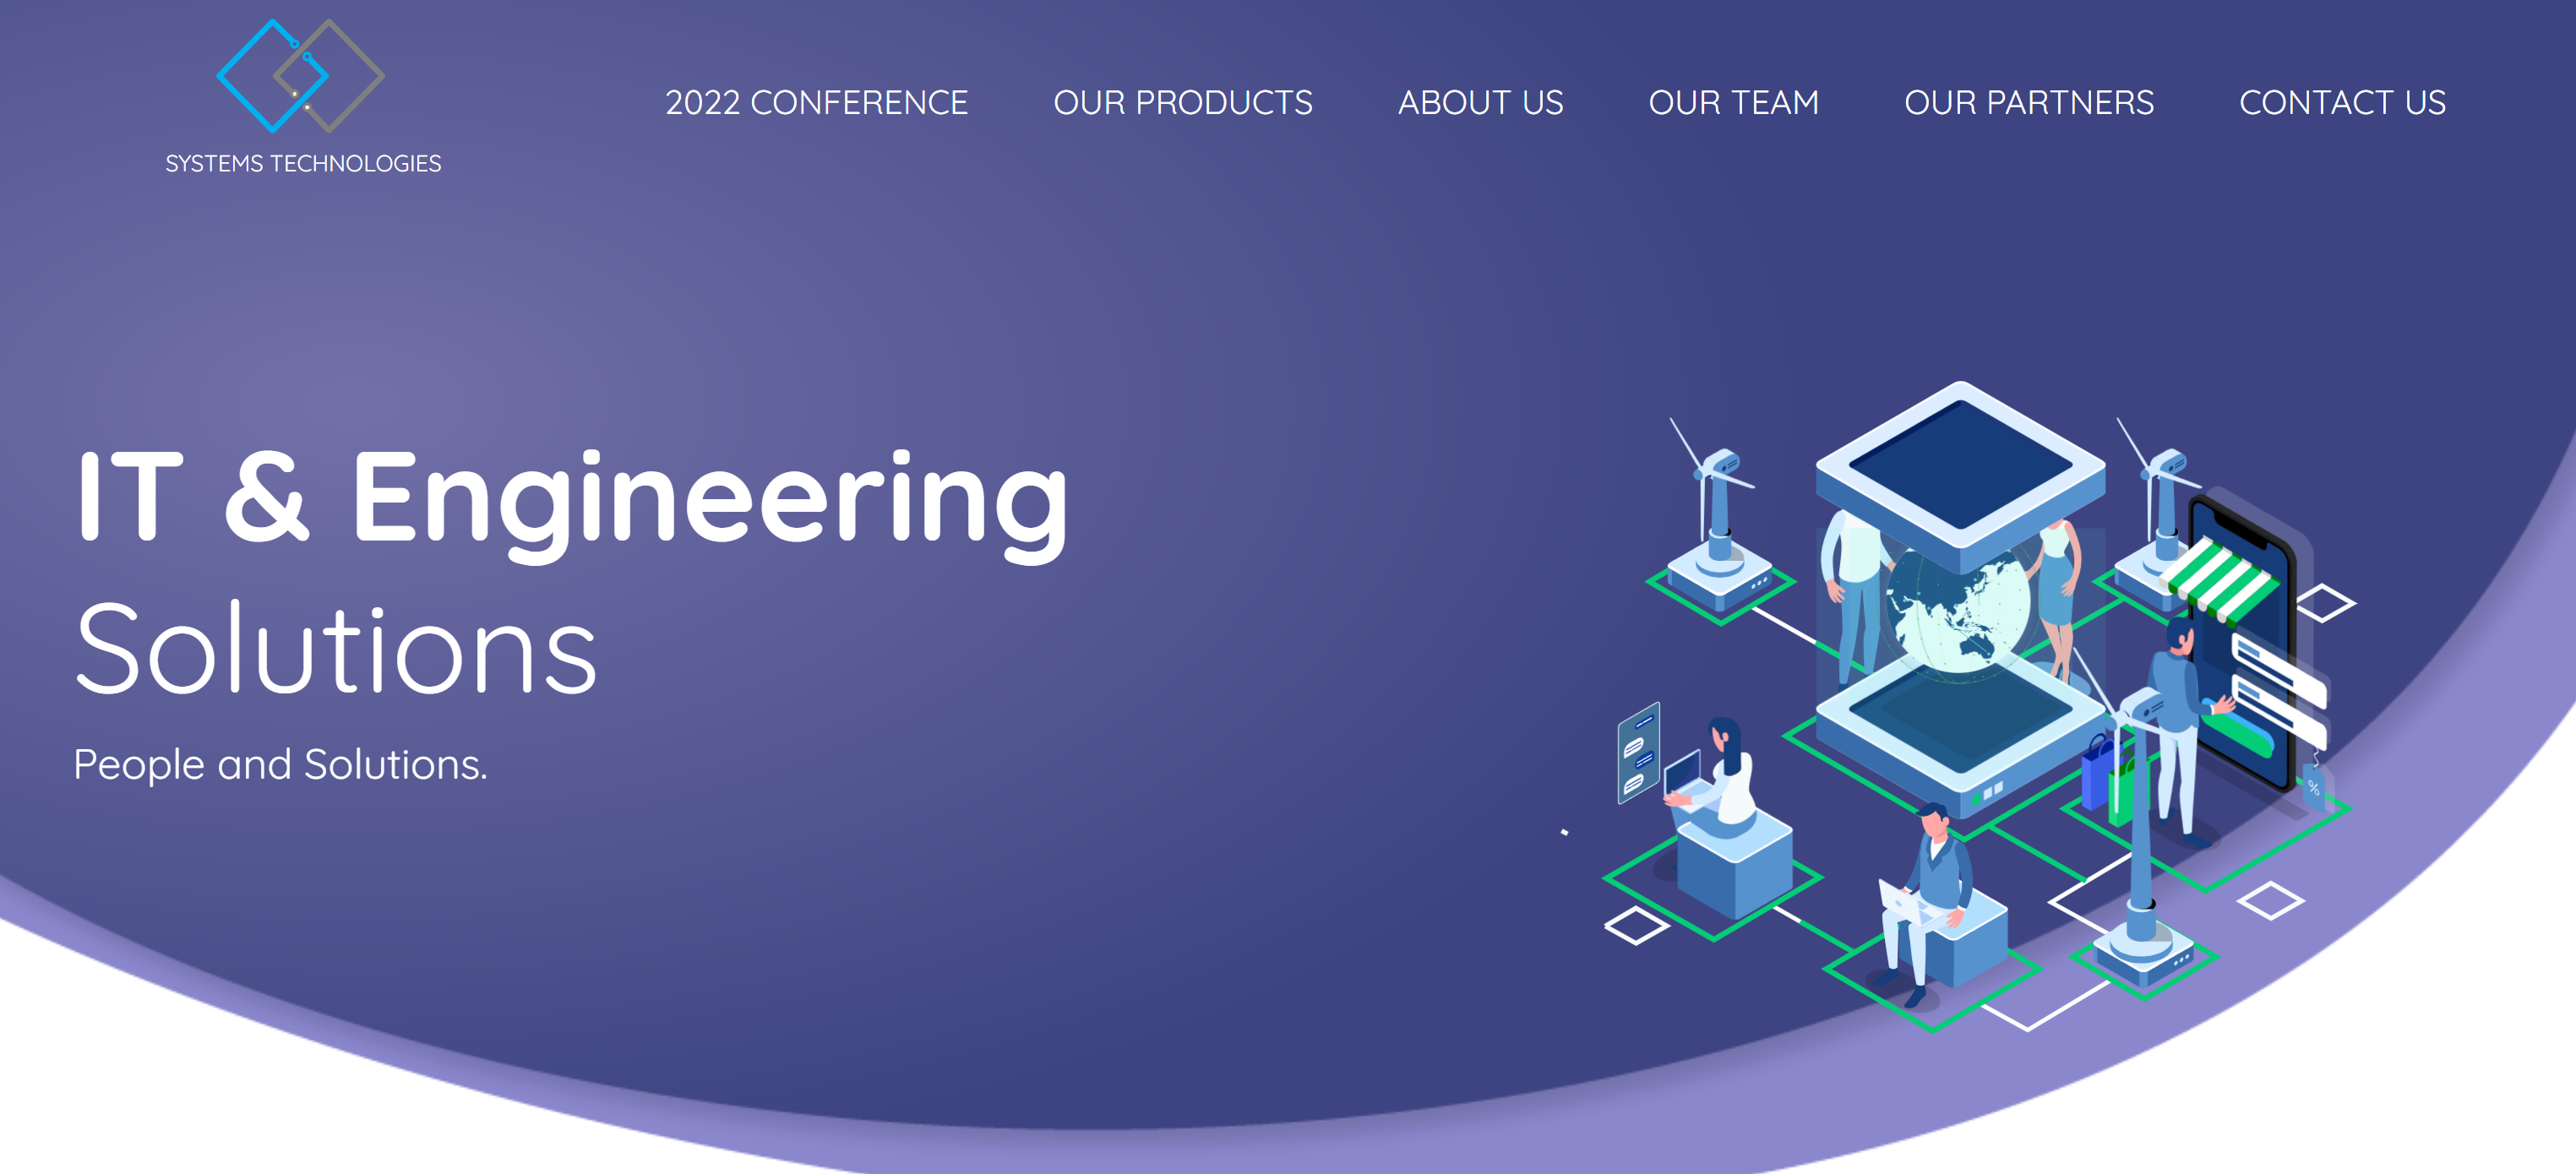 SYSTEMS TECHNOLOGIES
2022 CONFERENCE OUR PRODUCTS ABOUT US OUR TEAM OUR PARTNERS CONTACT US
IT & Engineering
Solutions
People and Solutions.
%